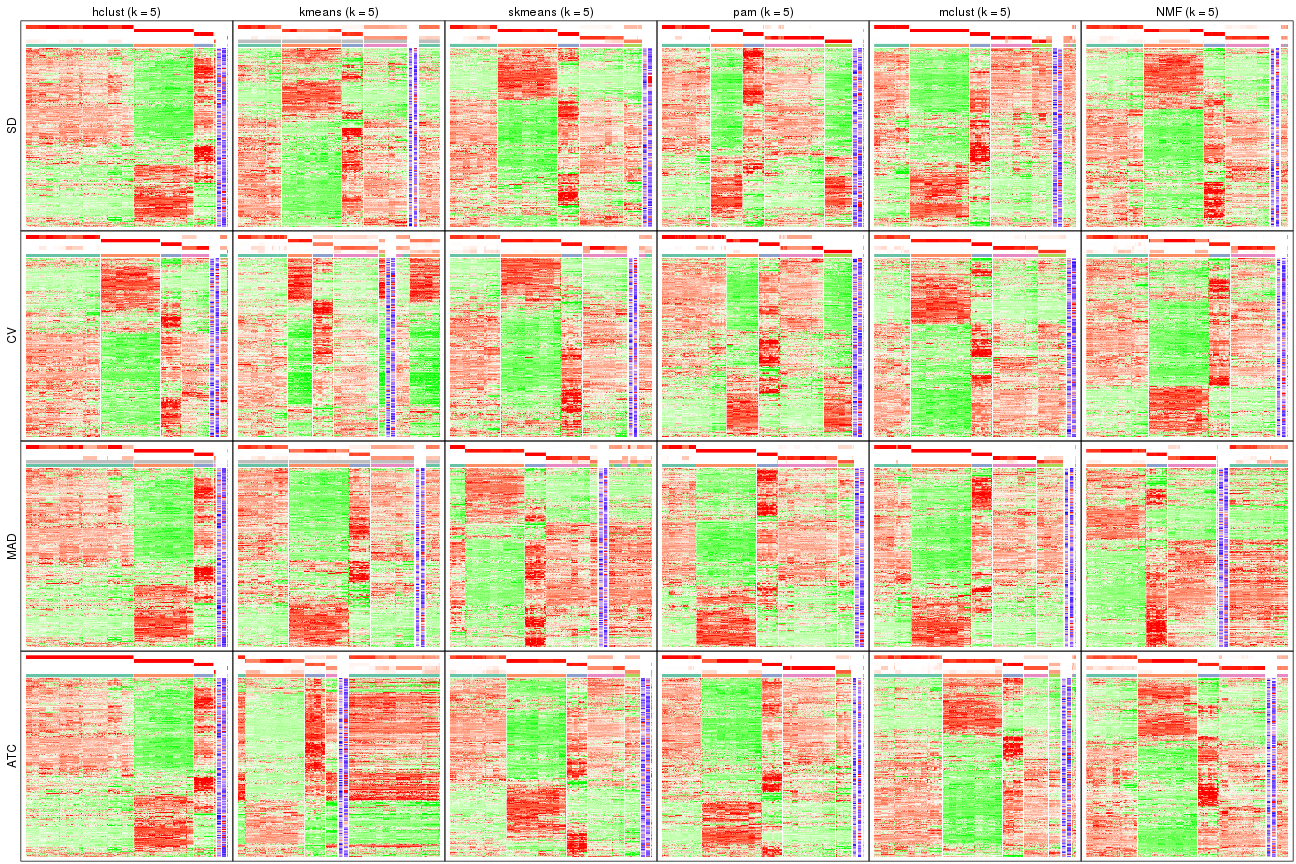 hclust (k = 5) kmeans (k = 5) skmeans (k = 5) pam (k = 5) mclust (k = 5) NMF (k = 5)
SD
CV
MAD
ATC